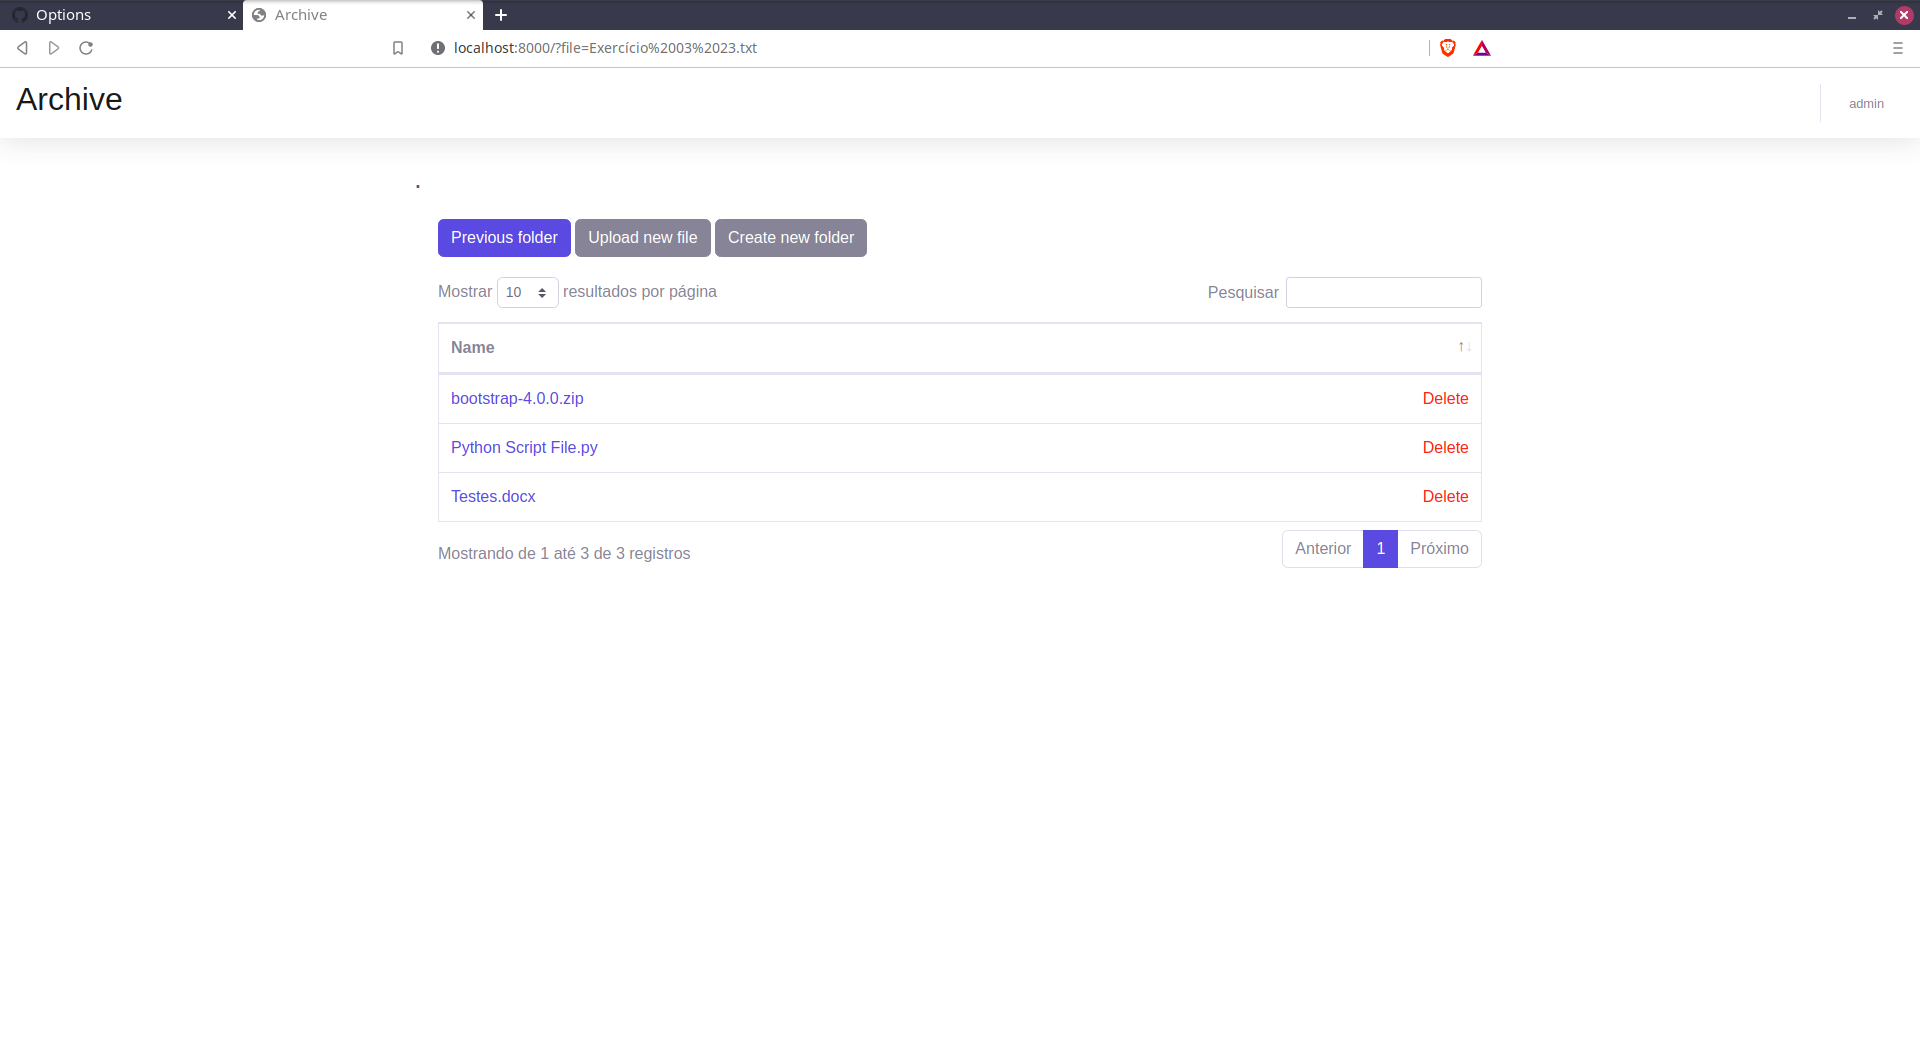 Options
Archive
localhost:8000/?file=Exercício%2003%2023.txt
Archive
admin
.
Previous folder Upload new file Create new folder
Mostrar 10 resultados por página Pesquisar
Name
bootstrap-4.0.0.zip Delete
Python Script File.py Delete
Testes.docx Delete
Mostrando de 1 até 3 de 3 registros Anterior 1 Próximo